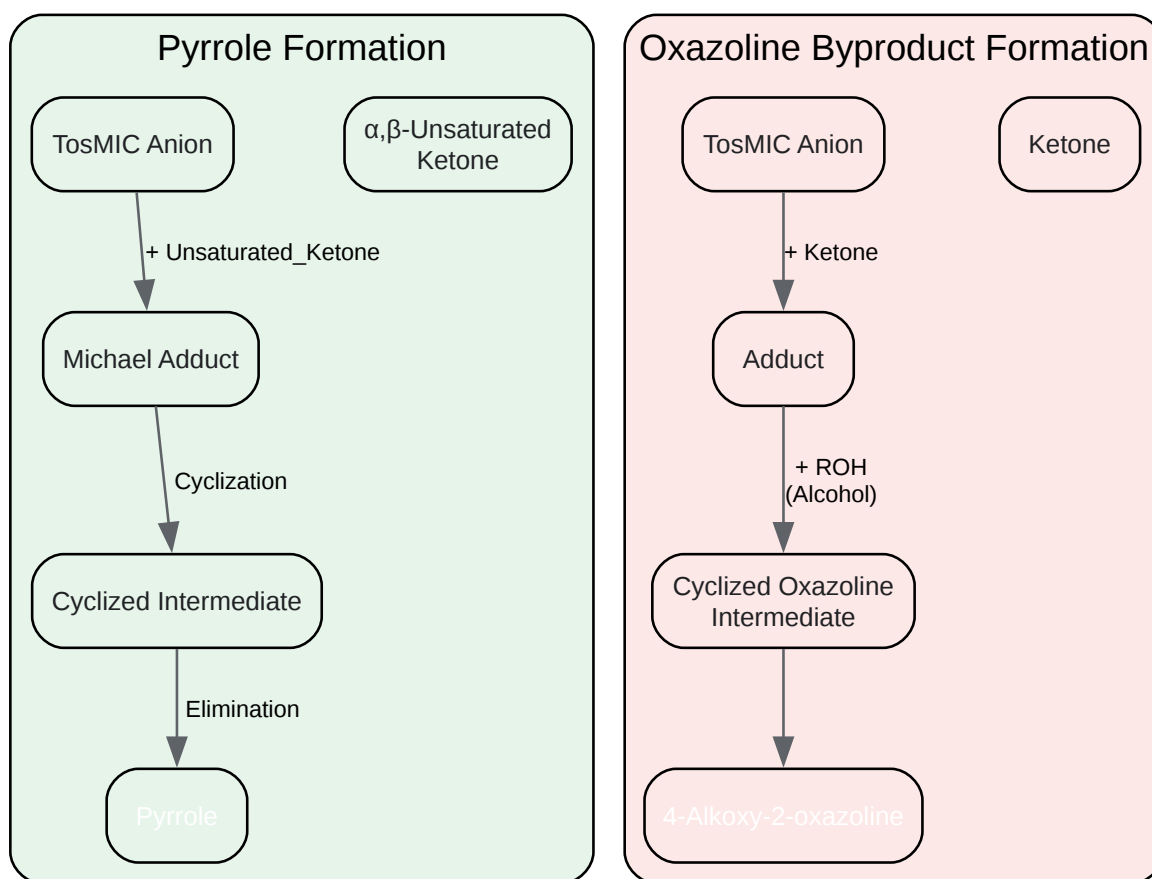 Pyrrole Formation
TosMIC Anion
α,β-Unsaturated
Ketone
+ Unsaturated_Ketone
Michael Adduct
Cyclization
Cyclized Intermediate
Elimination
Pyrrole
Oxazoline Byproduct Formation
TosMIC Anion
Ketone
+ Ketone
Adduct
+ ROH
(Alcohol)
Cyclized Oxazoline
Intermediate
4-Alkoxy-2-oxazoline